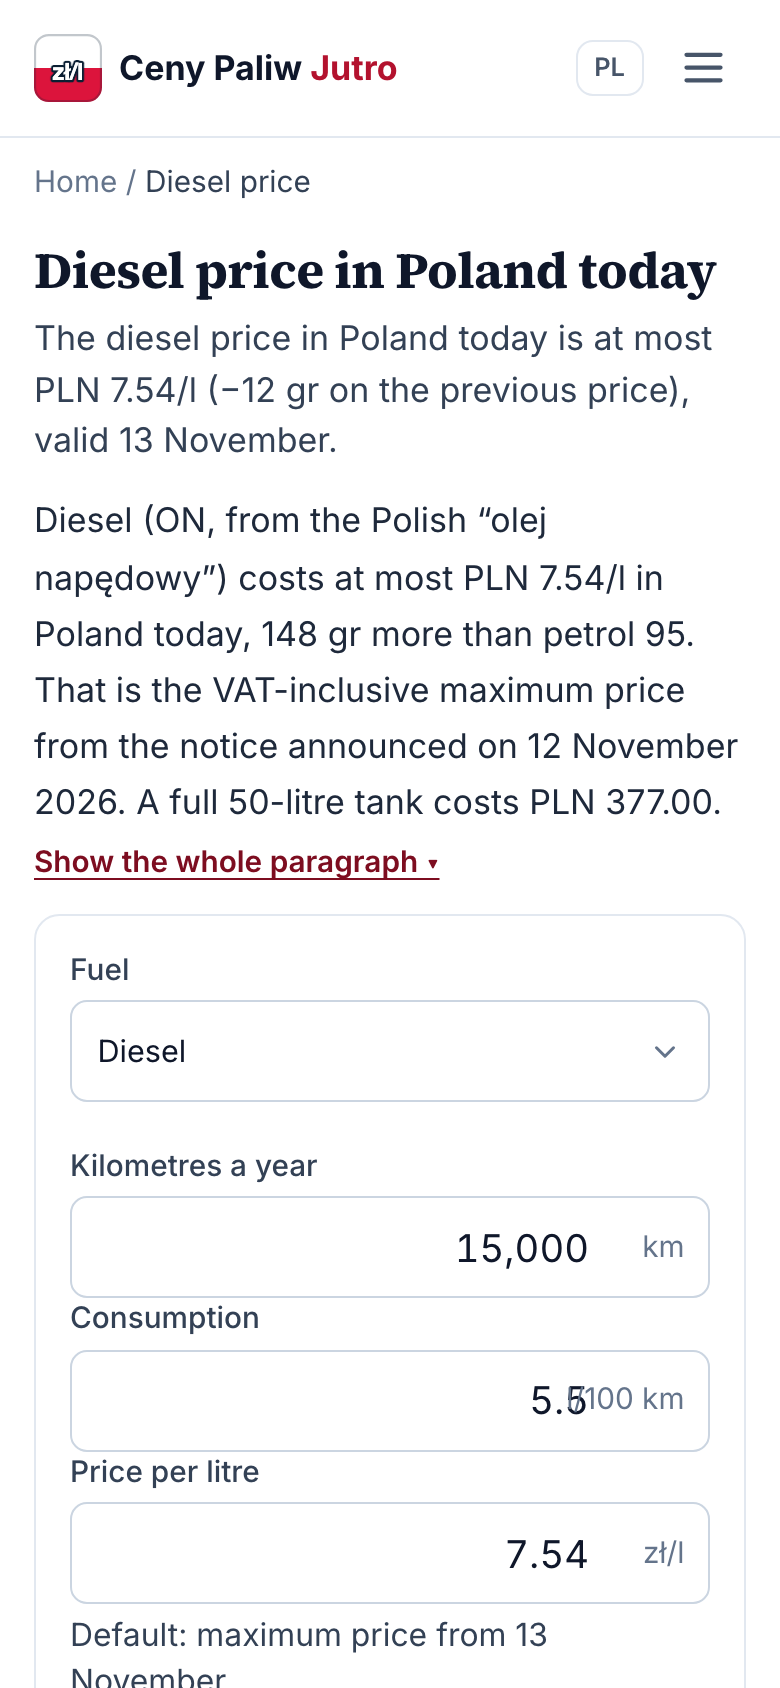 zł/l
Ceny Paliw Jutro
PL
Home / Diesel price
Diesel price in Poland today
The diesel price in Poland today is at most
PLN 7.54/l (−12 gr on the previous price),
valid 13 November.
Diesel (ON, from the Polish “olej
napędowy”) costs at most PLN 7.54/l in
Poland today, 148 gr more than petrol 95.
That is the VAT-inclusive maximum price
from the notice announced on 12 November
2026. A full 50-litre tank costs PLN 377.00.
Show the whole paragraph ▾
Fuel
Diesel
Kilometres a year
15,000 km
Consumption
5.5 l/100 km
Price per litre
7.54 zł/l
Default: maximum price from 13
November